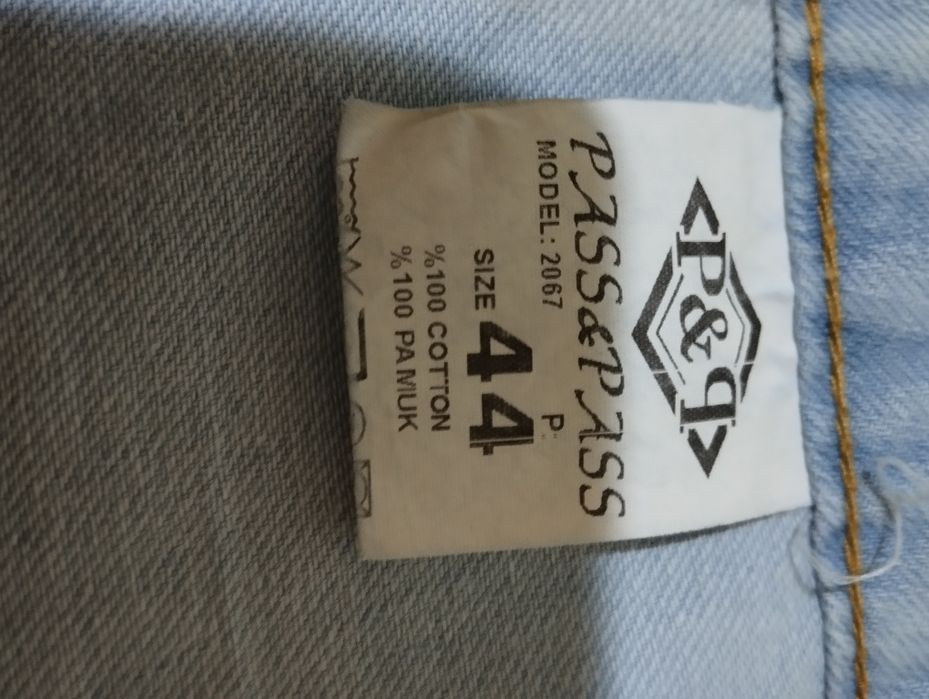 P&P
PASS&PASS
MODEL: 2067 P:
SIZE 44
%100 COTTON
%100 PAMUK